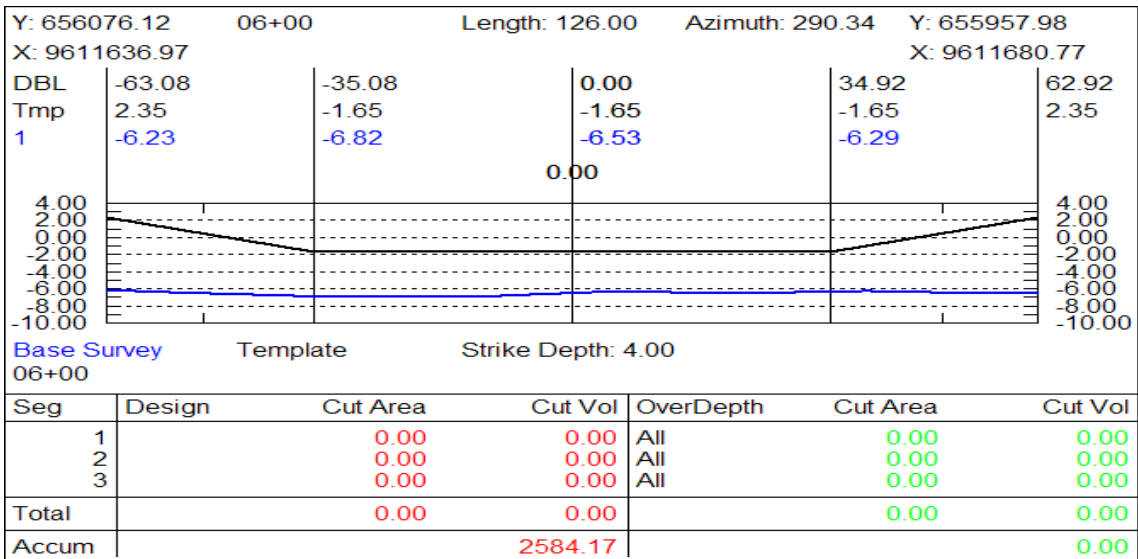 Y: 656076.12 06+00 Length: 126.00 Azimuth: 290.34 Y: 655957.98
X: 9611636.97 X: 9611680.77
DBL -63.08 -35.08 0.00 34.92 62.92
Tmp 2.35 -1.65 -1.65 -1.65 2.35
1 -6.23 -6.82 -6.53 -6.29
0.00
4.00 4.00
2.00 2.00
0.00 0.00
-2.00 -2.00
-4.00 -4.00
-6.00 -6.00
-8.00 -8.00
-10.00 -10.00
Base Survey Template Strike Depth: 4.00
06+00
Seg Design Cut Area Cut Vol OverDepth Cut Area Cut Vol
1 0.00 0.00 All 0.00 0.00
2 0.00 0.00 All 0.00 0.00
3 0.00 0.00 All 0.00 0.00
Total 0.00 0.00 0.00 0.00
Accum 2584.17 0.00